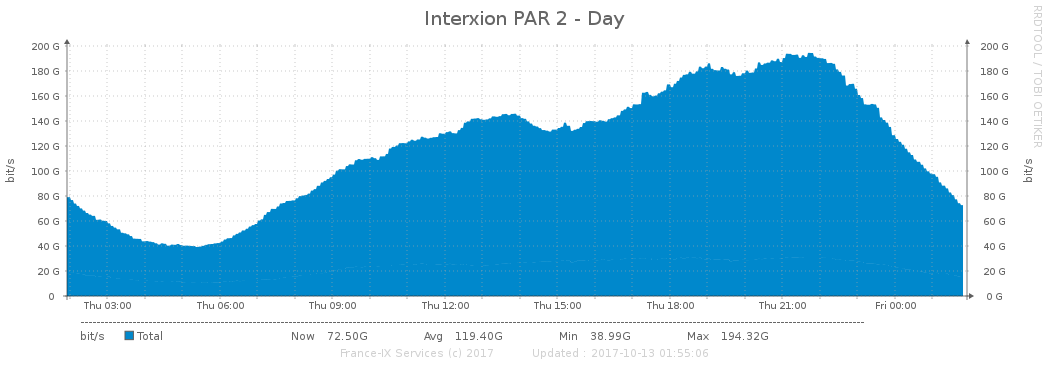 Interxion PAR 2 - Day
RRDTOOL / TOBI OETIKER
bit/s
bit/s
200 G 200 G
180 G 180 G
160 G 160 G
140 G 140 G
120 G 120 G
100 G 100 G
80 G 80 G
60 G 60 G
40 G 40 G
20 G 20 G
0 0 G
Thu 03:00 Thu 06:00 Thu 09:00 Thu 12:00 Thu 15:00 Thu 18:00 Thu 21:00 Fri 00:00
bit/s Total Now 72.50G Avg 119.40G Min 38.99G Max 194.32G
France-IX Services (c) 2017 Updated : 2017-10-13 01:55:06